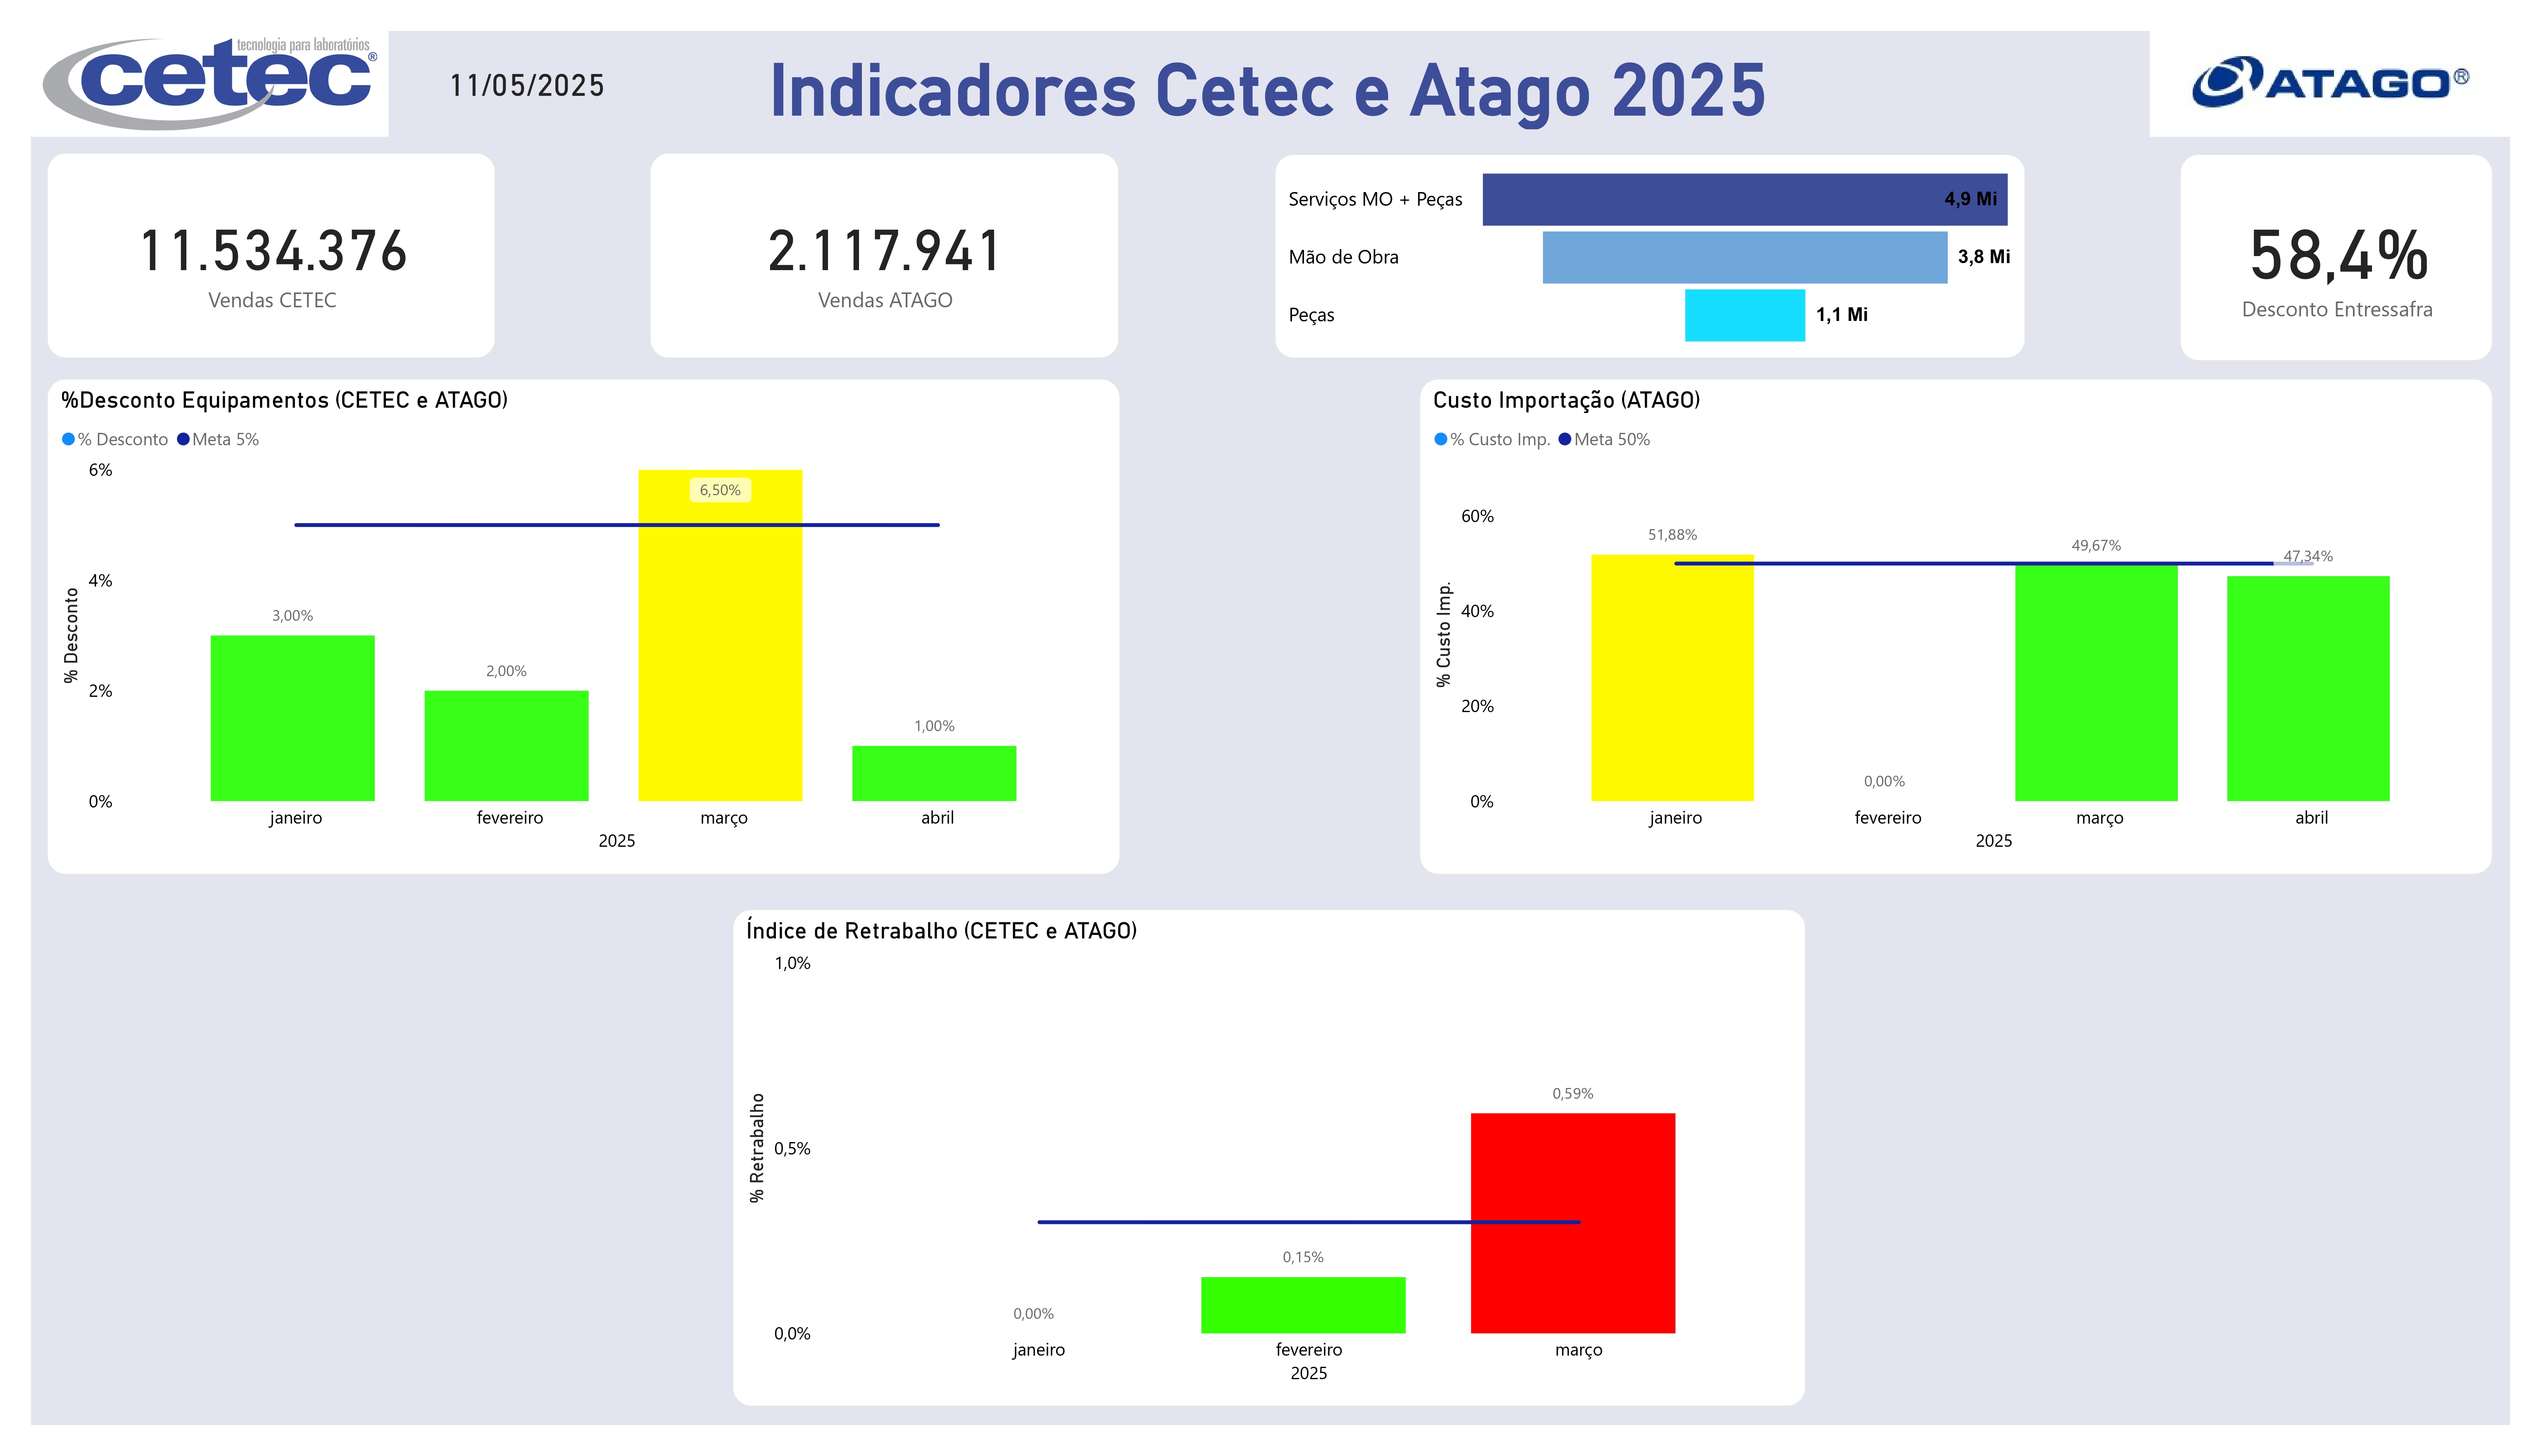 tecnologia para laboratórios
cetec®
11/05/2025
Indicadores Cetec e Atago 2025
ATAGO®
11.534.376
Vendas CETEC
2.117.941
Vendas ATAGO
Serviços MO + Peças 4,9 Mi
Mão de Obra 3,8 Mi
Peças 1,1 Mi
58,4%
Desconto Entressafra
%Desconto Equipamentos (CETEC e ATAGO)
% Desconto Meta 5%
6%
4%
2%
0%
% Desconto
3,00%
2,00%
6,50%
1,00%
janeiro fevereiro março abril
2025
Custo Importação (ATAGO)
% Custo Imp. Meta 50%
60%
40%
20%
0%
% Custo Imp.
51,88%
0,00%
49,67%
47,34%
janeiro fevereiro março abril
2025
Índice de Retrabalho (CETEC e ATAGO)
1,0%
0,5%
0,0%
% Retrabalho
0,00%
0,15%
0,59%
janeiro fevereiro março
2025